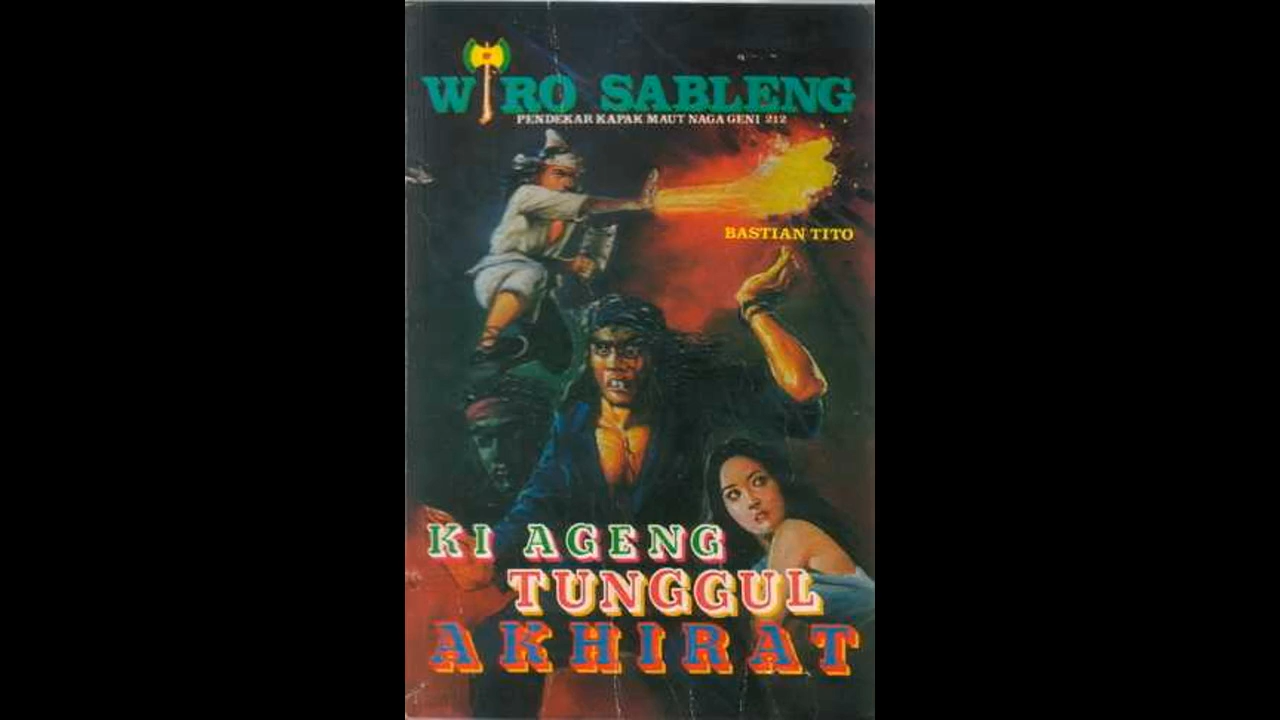 WIRO SABLENG
PENDEKAR KAPAK MAUT NAGA GENI 212
BASTIAN TITO
KI AGENG
TUNGGUL
AKHIRAT